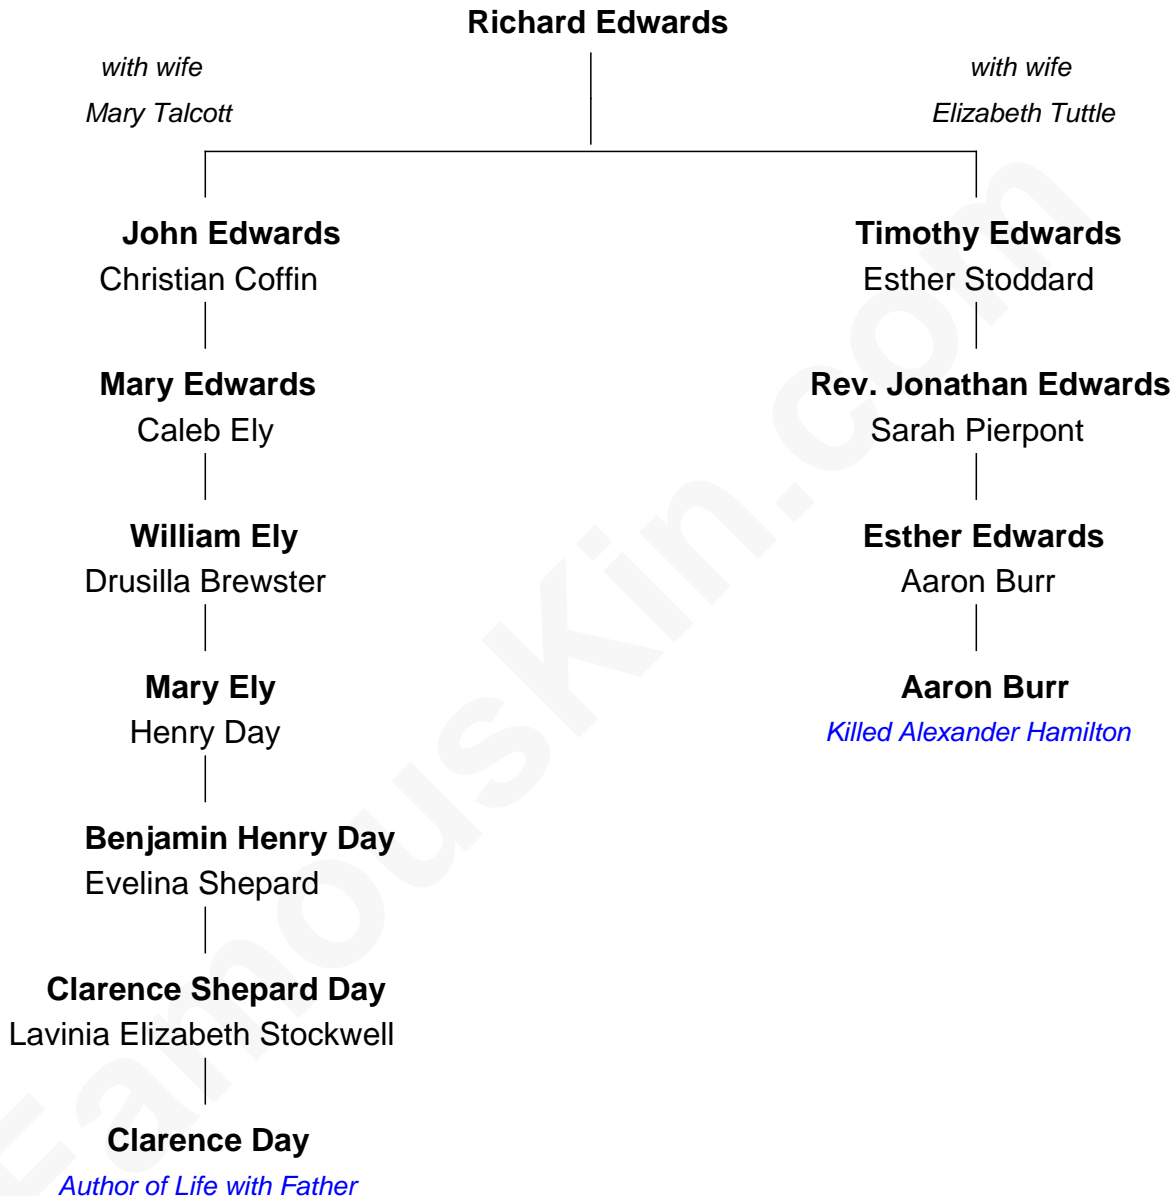 Richard Edwards
with wife
Mary Talcott
with wife
Elizabeth Tuttle
John Edwards
Christian Coffin
Mary Edwards
Caleb Ely
William Ely
Drusilla Brewster
Mary Ely
Henry Day
Benjamin Henry Day
Evelina Shepard
Clarence Shepard Day
Lavinia Elizabeth Stockwell
Clarence Day
Author of Life with Father
Timothy Edwards
Esther Stoddard
Rev. Jonathan Edwards
Sarah Pierpont
Esther Edwards
Aaron Burr
Aaron Burr
Killed Alexander Hamilton
FamousKin.com